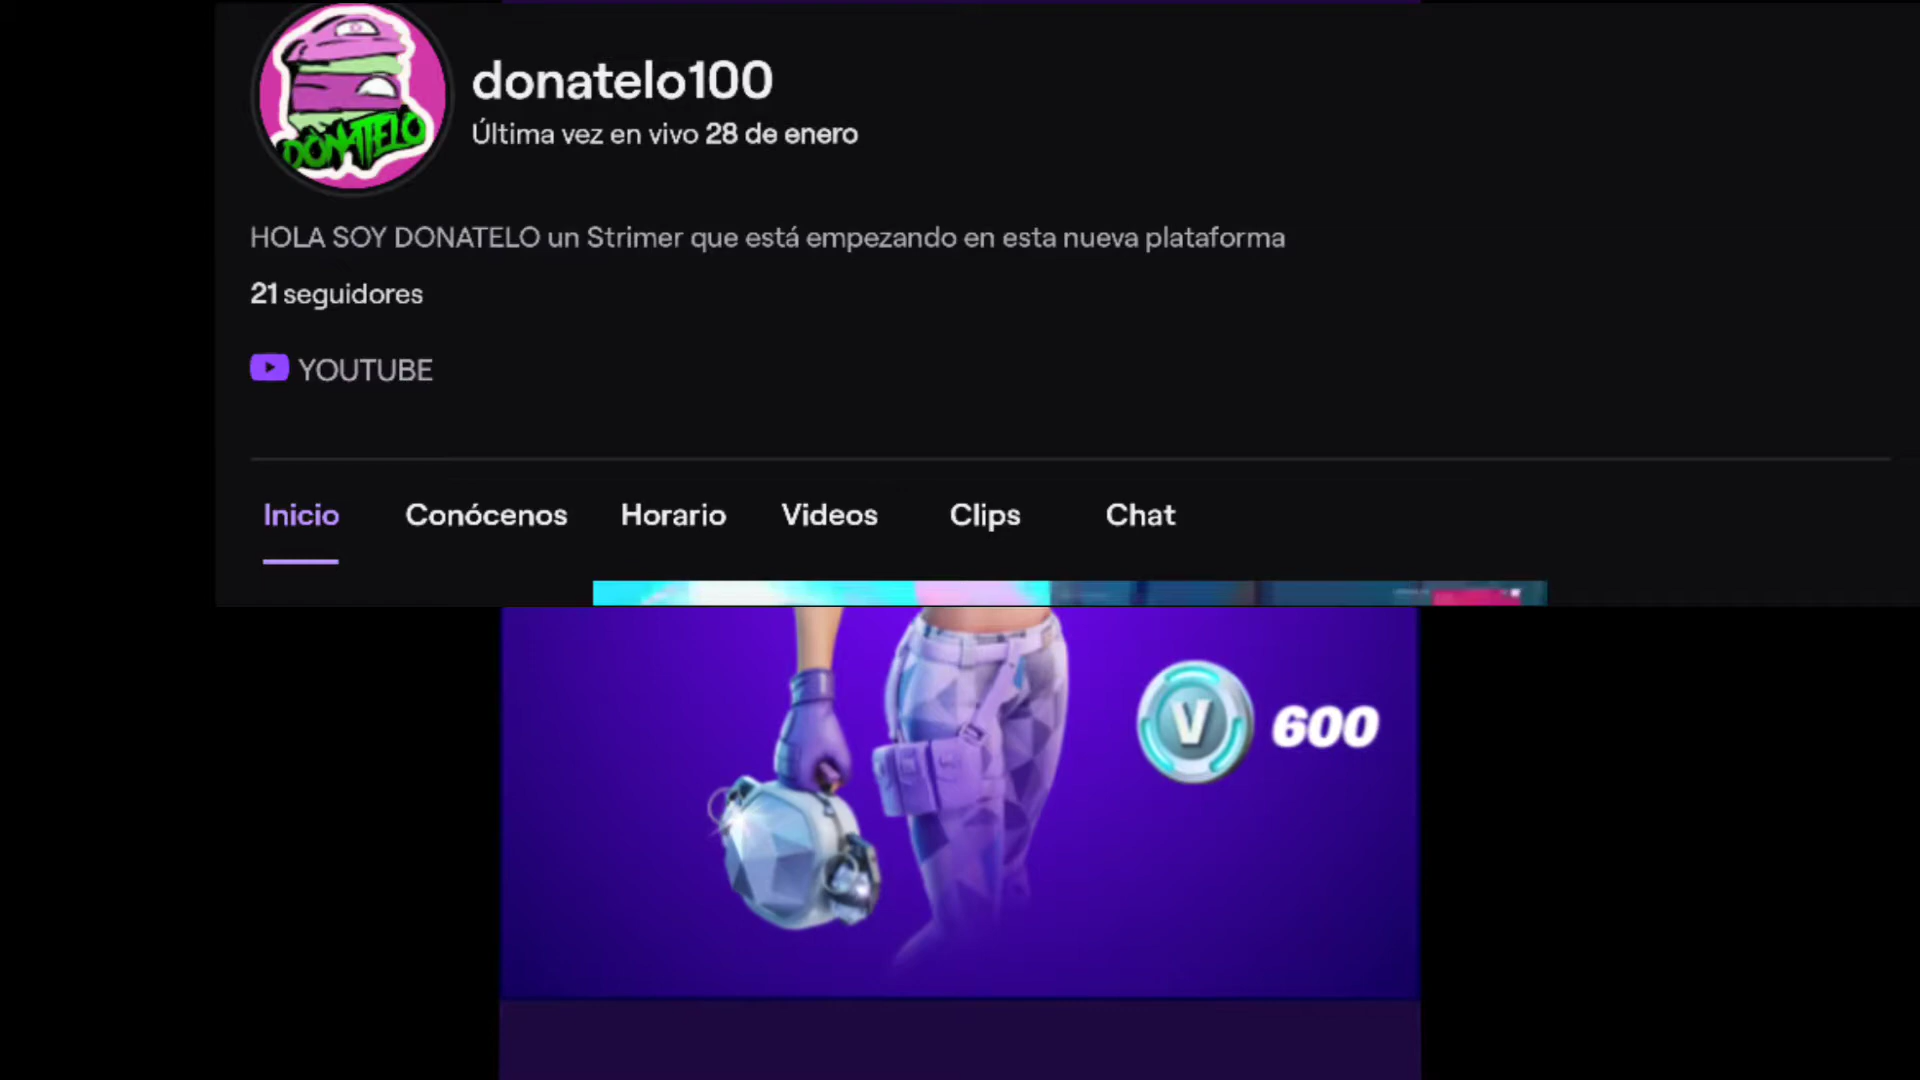 DONATELO
donatelo100
Última vez en vivo 28 de enero
HOLA SOY DONATELO un Strimer que está empezando en esta nueva plataforma
21 seguidores
YOUTUBE
Inicio Conócenos Horario Videos Clips Chat
V 600